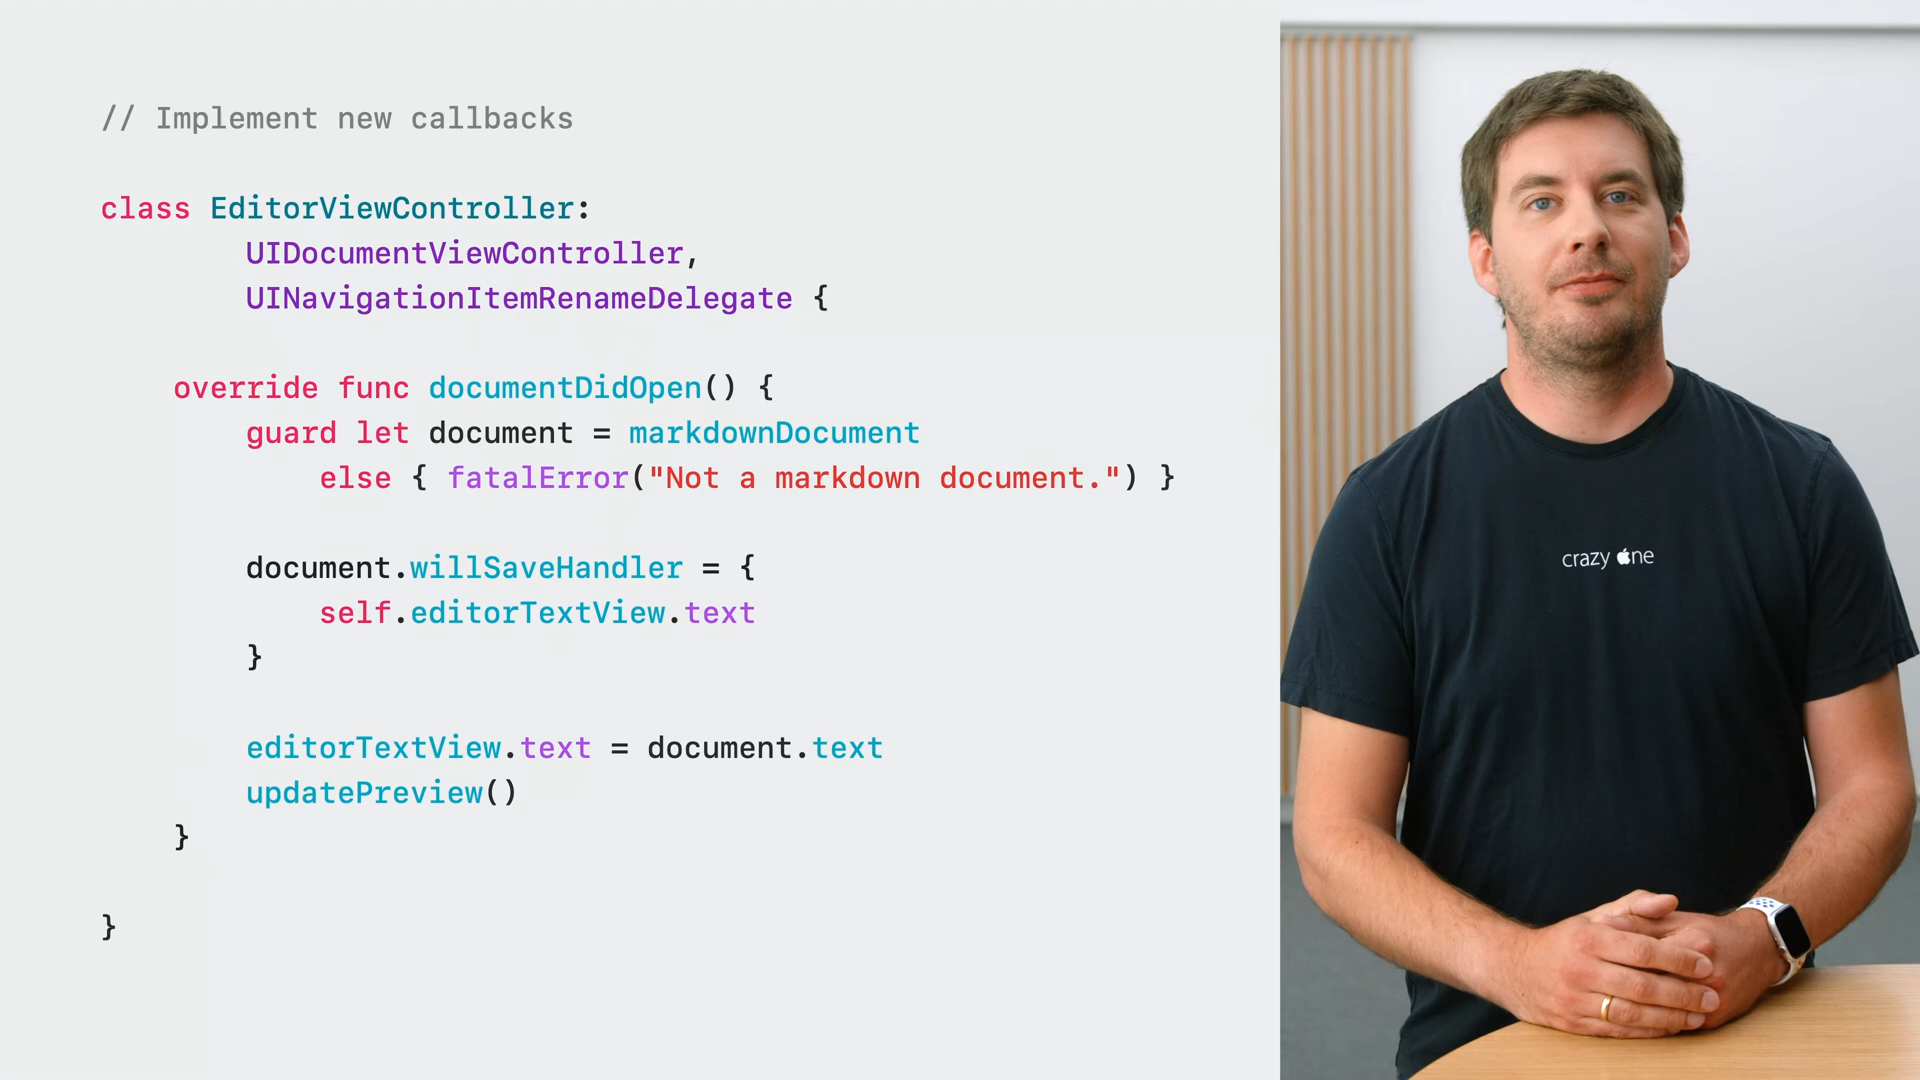 // Implement new callbacks
class EditorViewController:
UIDocumentViewController,
UINavigationItemRenameDelegate {
override func documentDidOpen() {
guard let document = markdownDocument
else { fatalError("Not a markdown document.") }
document.willSaveHandler = {
self.editorTextView.text
}
editorTextView.text = document.text
updatePreview()
}
}
crazy one